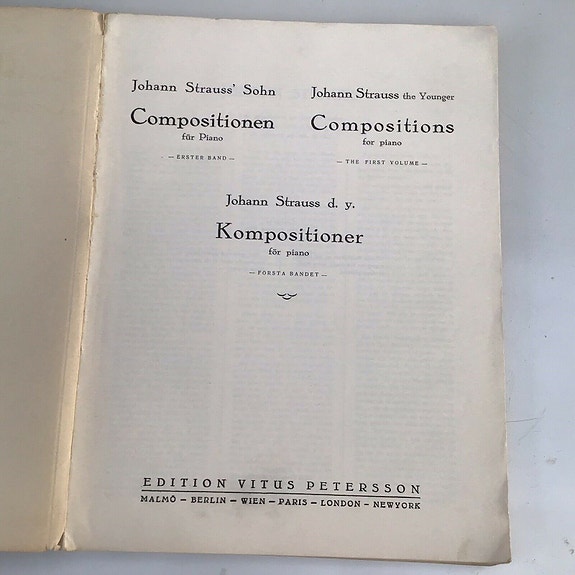 Johann Strauss' Sohn
Compositionen
für Piano
— ERSTER BAND —
Johann Strauss the Younger
Compositions
for piano
— THE FIRST VOLUME —
Johann Strauss d. y.
Kompositioner
för piano
— FÖRSTA BANDET —
EDITION VITUS PETERSSON
MALMÖ — BERLIN — WIEN — PARIS — LONDON — NEWYORK